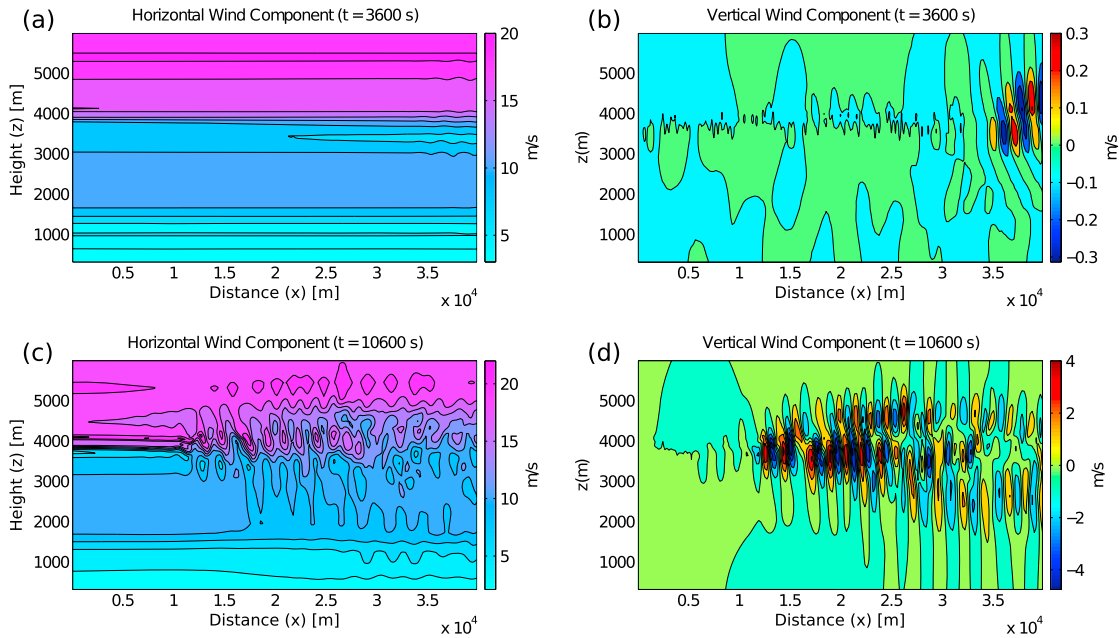 (a) Horizontal Wind Component (t = 3600 s)
Height (z) [m]
5000
4000
3000
2000
1000
0.5 1 1.5 2 2.5 3 3.5
Distance (x) [m]
x 10^4
20
15
10
5
m/s
(b) Vertical Wind Component (t = 3600 s)
z(m)
5000
4000
3000
2000
1000
0.5 1 1.5 2 2.5 3 3.5
Distance (x) [m]
x 10^4
0.3
0.2
0.1
0
−0.1
−0.2
−0.3
m/s
(c) Horizontal Wind Component (t = 10600 s)
Height (z) [m]
5000
4000
3000
2000
1000
0.5 1 1.5 2 2.5 3 3.5
Distance (x) [m]
x 10^4
20
15
10
5
m/s
(d) Vertical Wind Component (t = 10600 s)
z(m)
5000
4000
3000
2000
1000
0.5 1 1.5 2 2.5 3 3.5
Distance (x) [m]
x 10^4
4
2
0
−2
−4
m/s